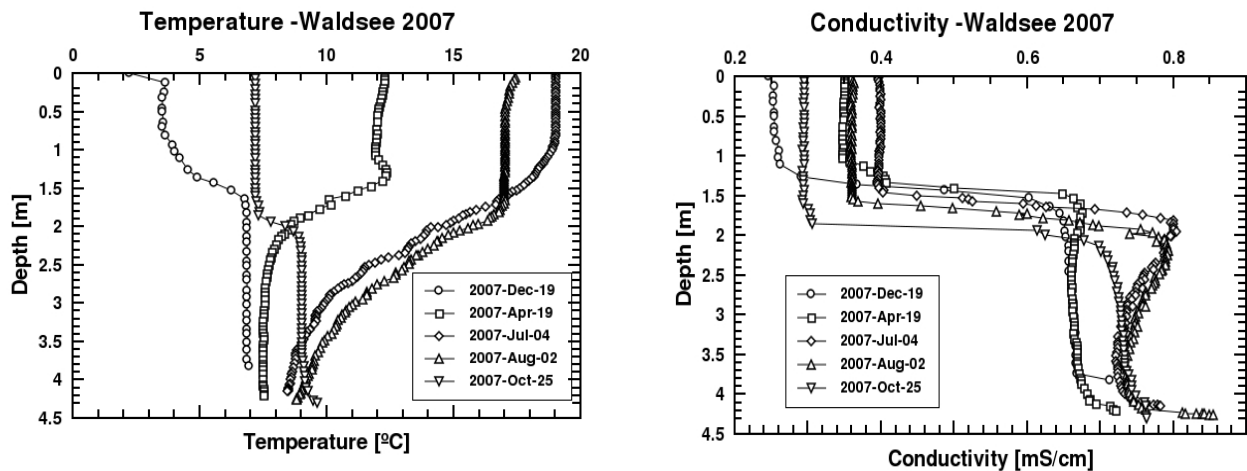 Temperature -Waldsee 2007
0 5 10 15 20
0
0.5
1
1.5
2
2.5
3
3.5
4
4.5
Depth [m]
2007-Dec-19
2007-Apr-19
2007-Jul-04
2007-Aug-02
2007-Oct-25
Temperature [ºC]
Conductivity -Waldsee 2007
0.2 0.4 0.6 0.8
0
0.5
1
1.5
2
2.5
3
3.5
4
4.5
Depth [m]
2007-Dec-19
2007-Apr-19
2007-Jul-04
2007-Aug-02
2007-Oct-25
Conductivity [mS/cm]